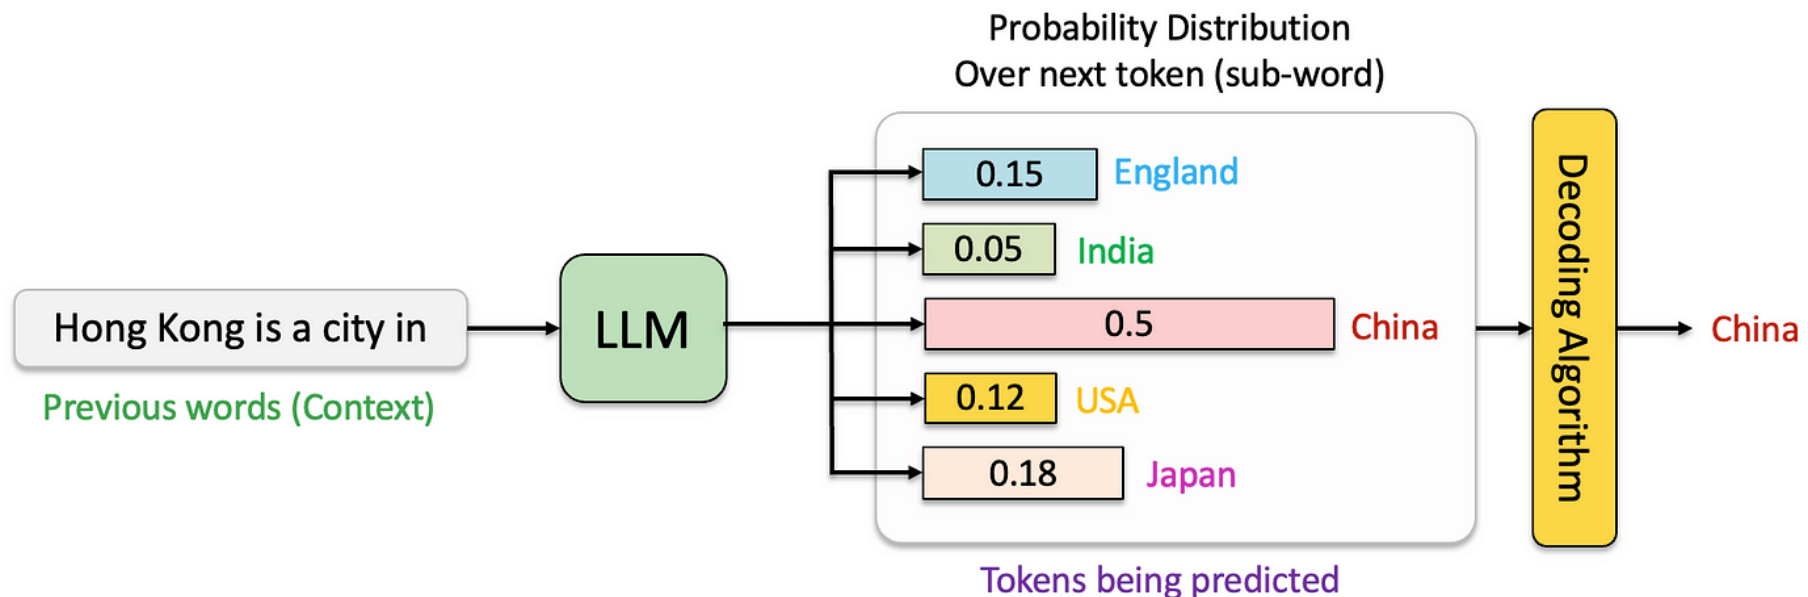 Probability Distribution
Over next token (sub-word)
Hong Kong is a city in
Previous words (Context)
LLM
0.15 England
0.05 India
0.5 China
0.12 USA
0.18 Japan
Tokens being predicted
Decoding Algorithm
China